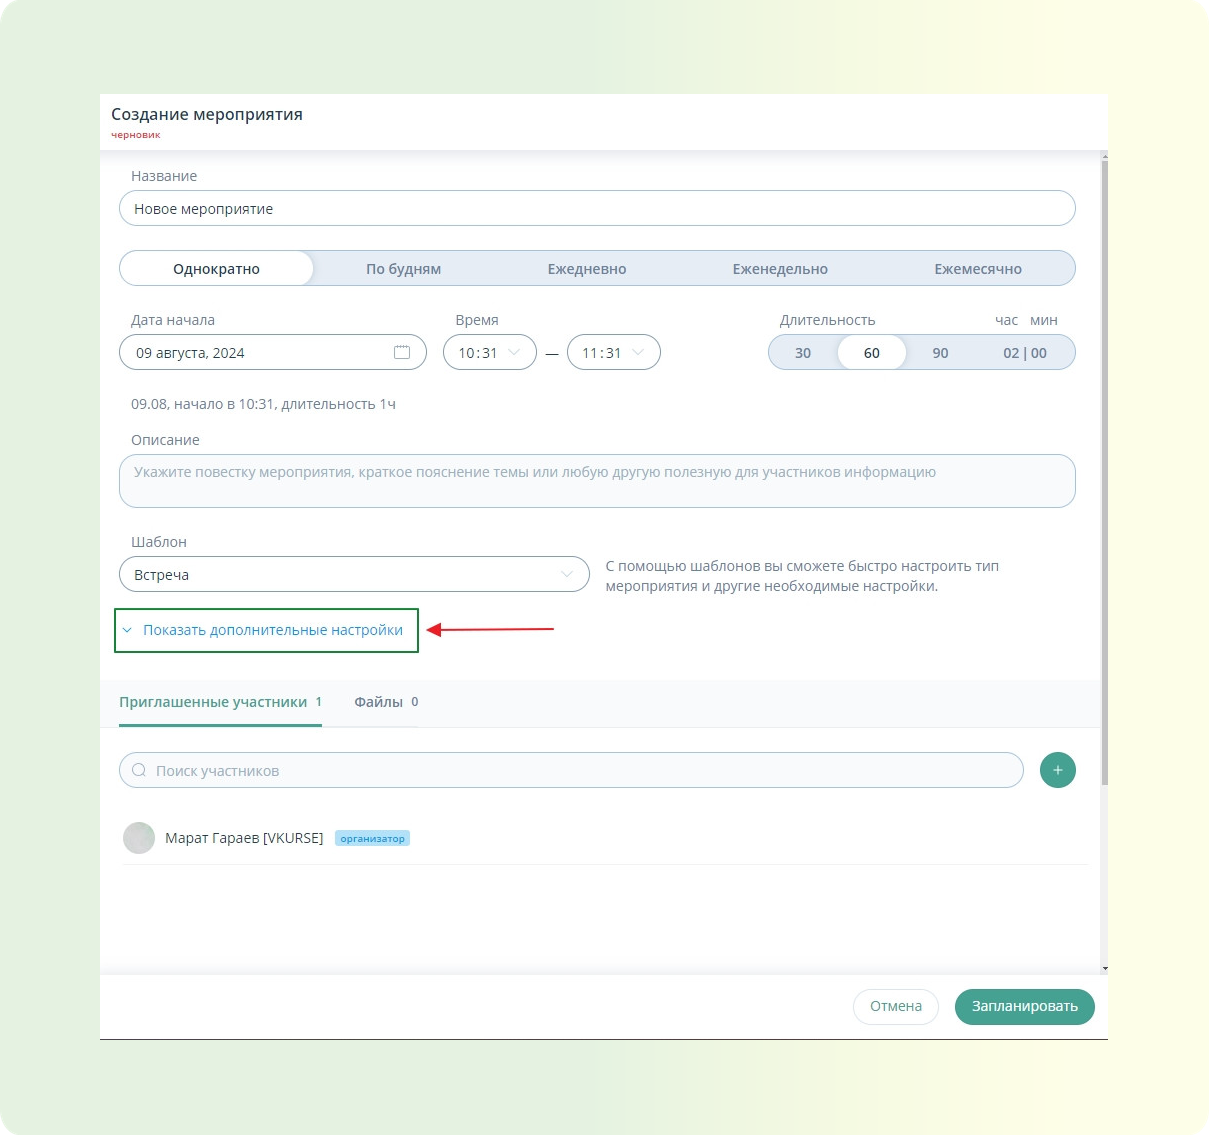 Создание мероприятия
черновик
Название
Новое мероприятие
Однократно По будням Ежедневно Еженедельно Ежемесячно
Дата начала Время Длительность час мин
09 августа, 2024 10:31 — 11:31 30 60 90 02 | 00
09.08, начало в 10:31, длительность 1ч
Описание
Укажите повестку мероприятия, краткое пояснение темы или любую другую полезную для участников информацию
Шаблон
Встреча
С помощью шаблонов вы сможете быстро настроить тип
мероприятия и другие необходимые настройки.
Показать дополнительные настройки
Приглашенные участники 1 Файлы 0
Поиск участников +
Марат Гараев [VKURSE] организатор
Отмена Запланировать